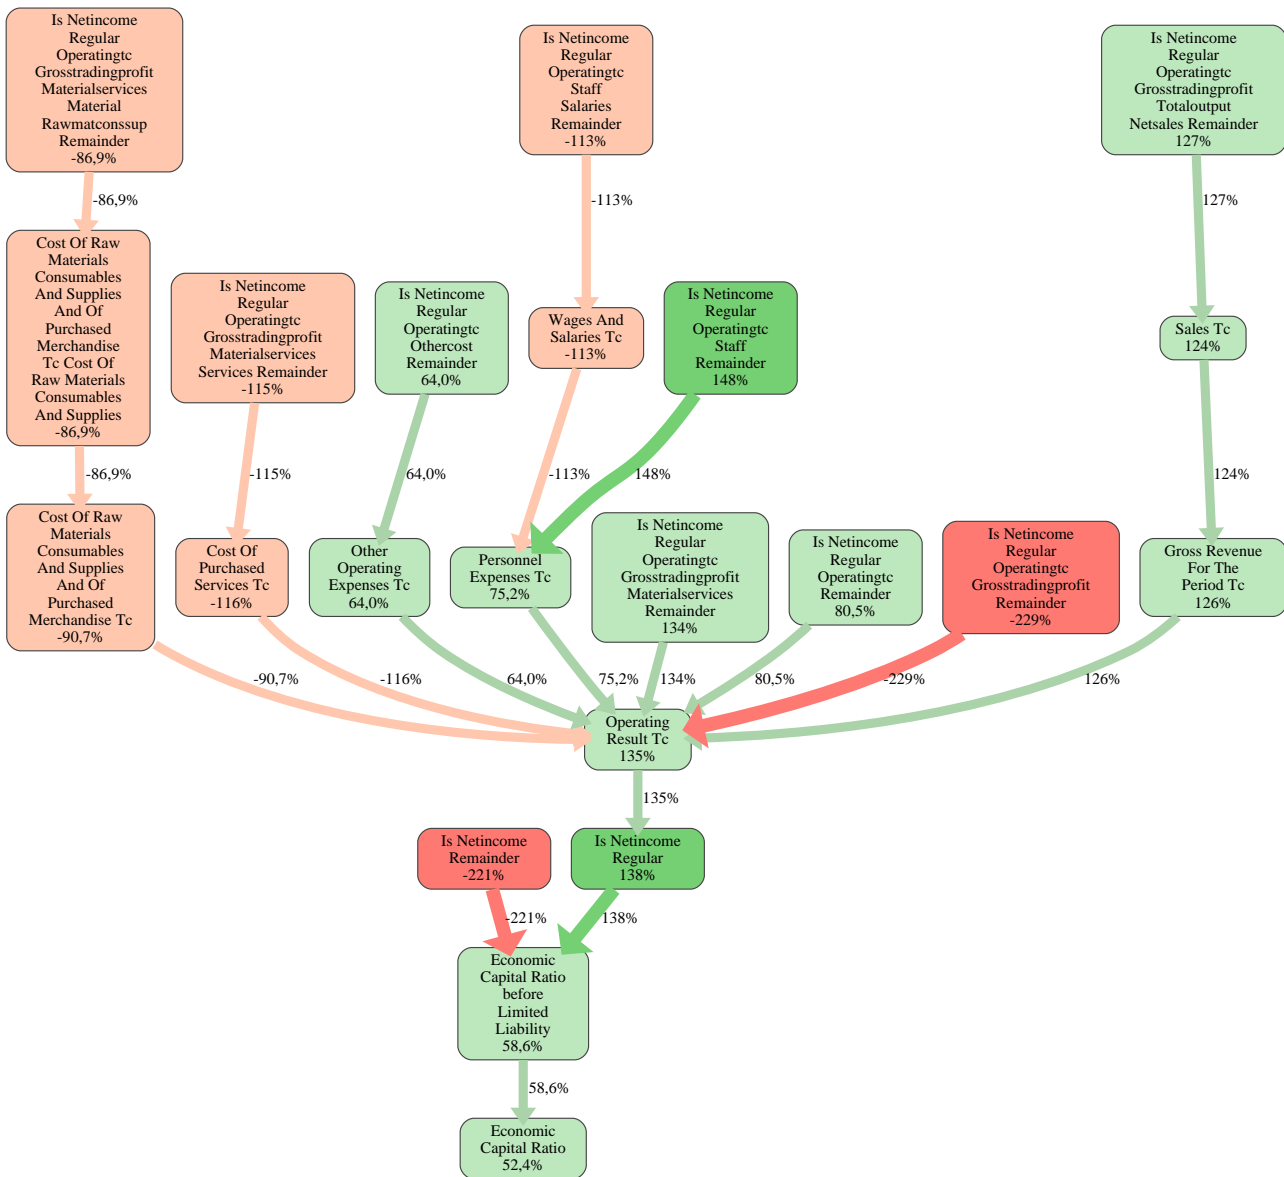 Is Netincome
Regular
Operatingtc
Grosstradingprofit
Materialservices
Material
Rawmatconssup
Remainder
-86,9%
Is Netincome
Regular
Operatingtc
Staff
Salaries
Remainder
-113%
Is Netincome
Regular
Operatingtc
Grosstradingprofit
Totaloutput
Netsales Remainder
127%
-86,9%
-113%
127%
Cost Of Raw
Materials
Consumables
And Supplies
And Of
Purchased
Merchandise
Tc Cost Of
Raw Materials
Consumables
And Supplies
-86,9%
Is Netincome
Regular
Operatingtc
Grosstradingprofit
Materialservices
Services Remainder
-115%
Is Netincome
Regular
Operatingtc
Othercost
Remainder
64,0%
Wages And
Salaries Tc
-113%
Is Netincome
Regular
Operatingtc
Staff
Remainder
148%
Sales Tc
124%
-86,9%
-115%
64,0%
-113%
148%
124%
Cost Of Raw
Materials
Consumables
And Supplies
And Of
Purchased
Merchandise Tc
-90,7%
Cost Of
Purchased
Services Tc
-116%
Other
Operating
Expenses Tc
64,0%
Personnel
Expenses Tc
75,2%
Is Netincome
Regular
Operatingtc
Grosstradingprofit
Materialservices
Remainder
134%
Is Netincome
Regular
Operatingtc
Remainder
80,5%
Is Netincome
Regular
Operatingtc
Grosstradingprofit
Remainder
-229%
Gross Revenue
For The
Period Tc
126%
-90,7%
-116%
64,0%
75,2%
134%
80,5%
-229%
126%
Operating
Result Tc
135%
135%
Is Netincome
Remainder
-221%
Is Netincome
Regular
138%
-221%
138%
Economic
Capital Ratio
before
Limited
Liability
58,6%
58,6%
Economic
Capital Ratio
52,4%